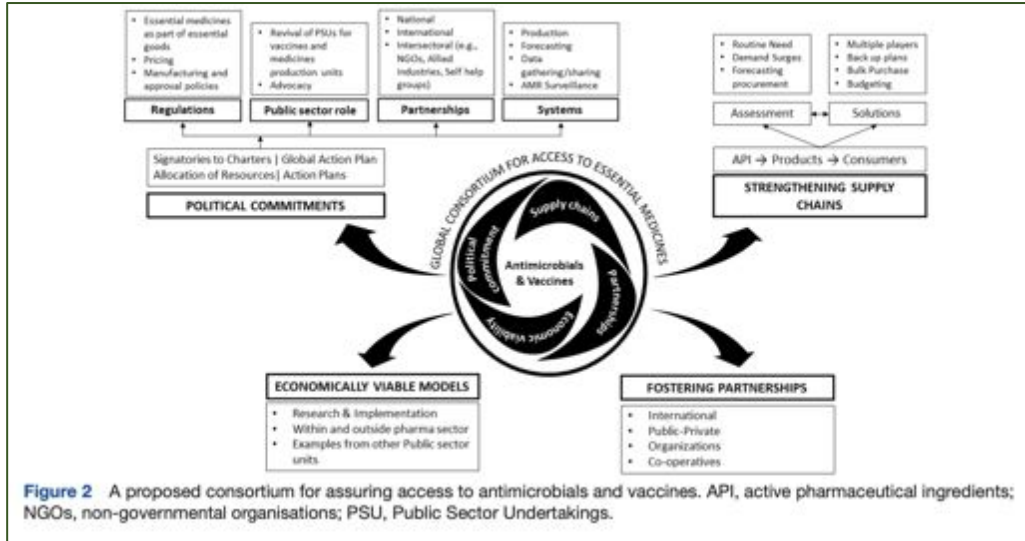 • Essential medicines
as part of essential
goods
• Pricing
• Manufacturing and
approval policies
Regulations
• Revival of PSUs for
vaccines and
medicines
production units
• Advocacy
Public sector role
• National
• International
• Intersectoral (e.g.,
NGOs, Allied
Industries, Self help
groups)
Partnerships
• Production
• Forecasting
• Data
gathering/sharing
• AMR Surveillance
Systems
Signatories to Charters | Global Action Plan
Allocation of Resources | Action Plans
POLITICAL COMMITMENTS
• Routine Need
• Demand Surges
• Forecasting
procurement
Assessment
• Multiple players
• Back up plans
• Bulk Purchase
• Budgeting
Solutions
API → Products → Consumers
STRENGTHENING SUPPLY
CHAINS
GLOBAL CONSORTIUM FOR ACCESS TO ESSENTIAL MEDICINES
Supply chains
Political
commitment
Antimicrobials
& Vaccines
partnerships
Economic viability
ECONOMICALLY VIABLE MODELS
• Research & Implementation
• Within and outside pharma sector
• Examples from other Public sector
units
FOSTERING PARTNERSHIPS
• International
• Public-Private
• Organizations
• Co-operatives
Figure 2 A proposed consortium for assuring access to antimicrobials and vaccines. API, active pharmaceutical ingredients;
NGOs, non-governmental organisations; PSU, Public Sector Undertakings.